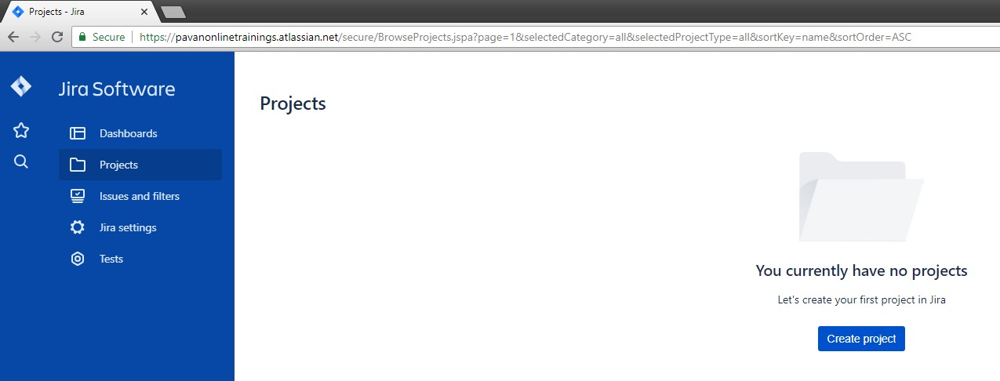 Projects - Jira
Secure https://pavanonlinetrainings.atlassian.net/secure/BrowseProjects.jspa?page=1&selectedCategory=all&selectedProjectType=all&sortKey=name&sortOrder=ASC
Jira Software
Dashboards
Projects
Issues and filters
Jira settings
Tests
Projects
You currently have no projects
Let's create your first project in Jira
Create project